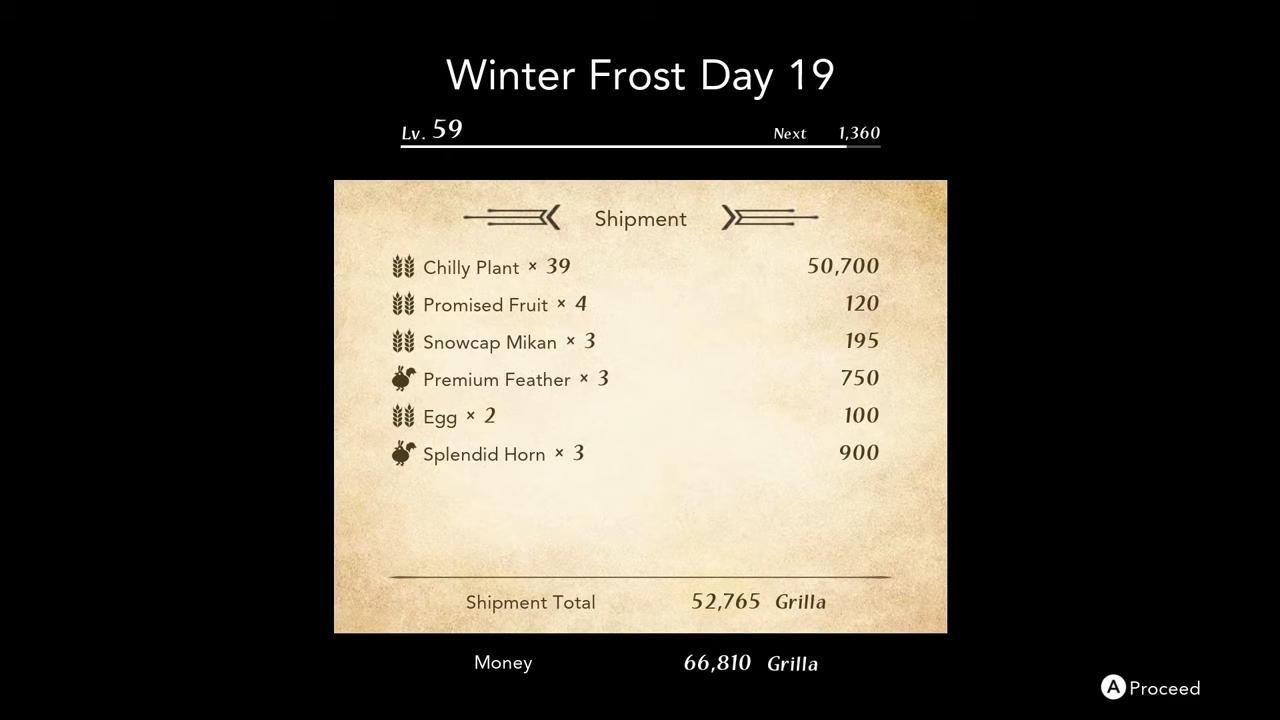 Winter Frost Day 19
Lv. 59 Next 1,360
Shipment
Chilly Plant × 39 50,700
Promised Fruit × 4 120
Snowcap Mikan × 3 195
Premium Feather × 3 750
Egg × 2 100
Splendid Horn × 3 900
Shipment Total 52,765 Grilla
Money 66,810 Grilla
A Proceed